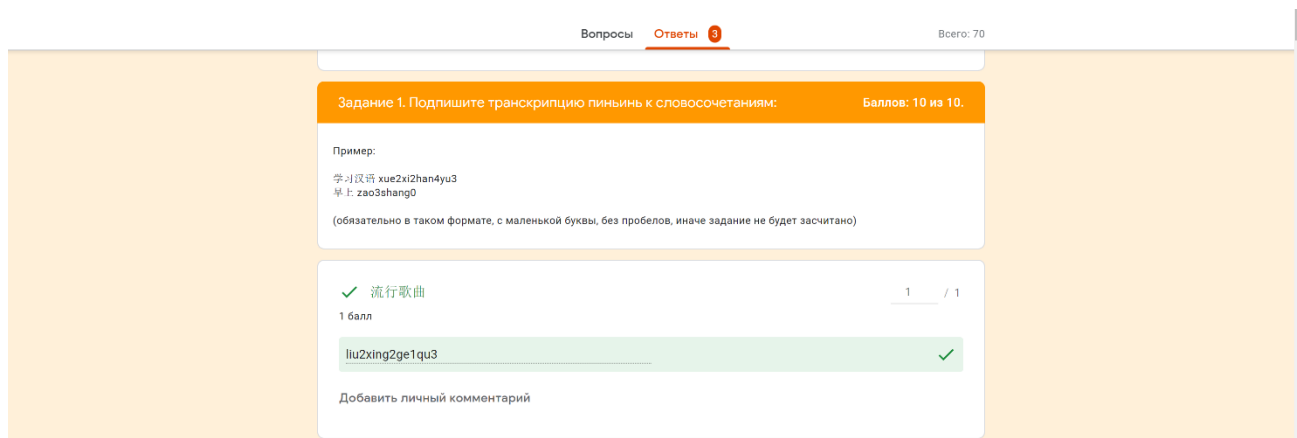 Вопросы Ответы 3 Всего: 70
Задание 1. Подпишите транскрипцию пиньинь к словосочетаниям: Баллов: 10 из 10.
Пример:
学习汉语 xue2xi2han4yu3
早上 zao3shang0
(обязательно в таком формате, с маленькой буквы, без пробелов, иначе задание не будет засчитано)
流行歌曲 1 / 1
1 балл
liu2xing2ge1qu3
Добавить личный комментарий